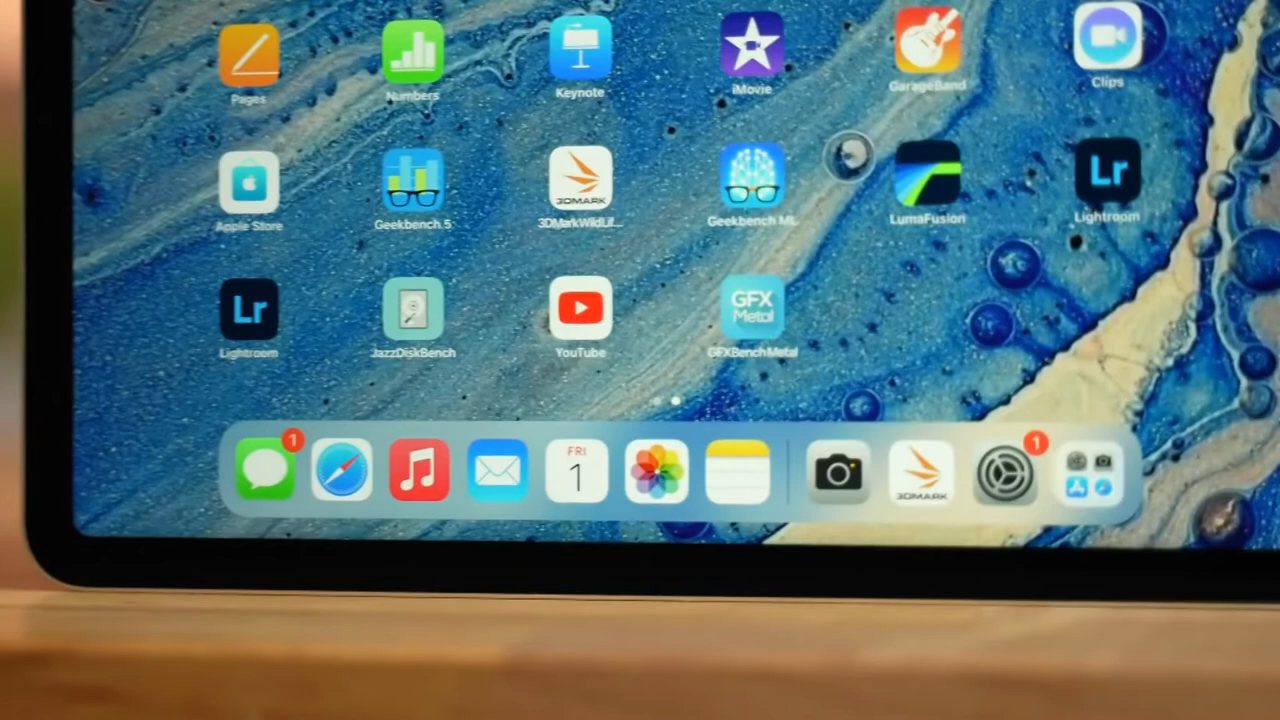 Pages
Numbers
Keynote
iMovie
GarageBand
Clips
3DMARK
Lr
Apple Store
Geekbench 5
3DMarkWildLif...
Geekbench ML
LumaFusion
Lightroom
Lr
GFX
Metal
Lightroom
JazzDiskBench
YouTube
GFXBenchMetal
1
FRI
1
3DMARK
1